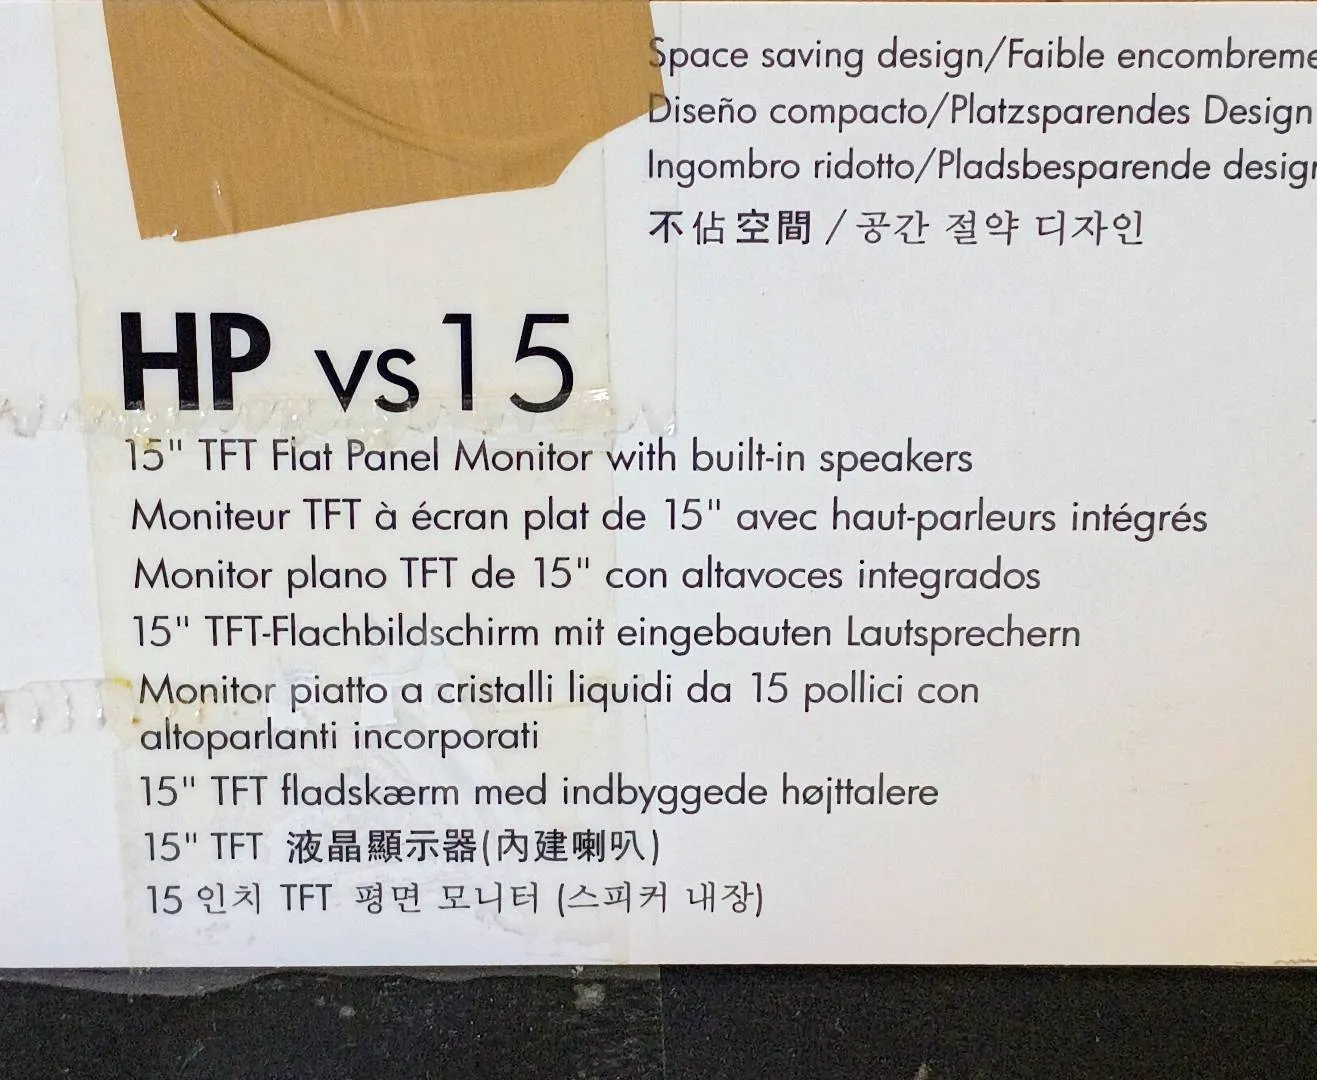 Space saving design/Faible
Diseño compacto/Platzsparendes Design
Ingombro ridotto/Pladsbesparende
不佔空間 / 공간 절약 디자인
HP vs15
15" TFT Flat Panel Monitor with built-in speakers
Moniteur TFT à écran plat de 15" avec haut-parleurs intégrés
Monitor plano TFT de 15" con altavoces integrados
15" TFT-Flachbildschirm mit eingebauten Lautsprechern
Monitor piatto a cristalli liquidi da 15 pollici con
altoparlanti incorporati
15" TFT fladskærm med indbyggede højttalere
15" TFT 液晶顯示器(內建喇叭)
15 인치 TFT 평면 모니터 (스피커 내장)